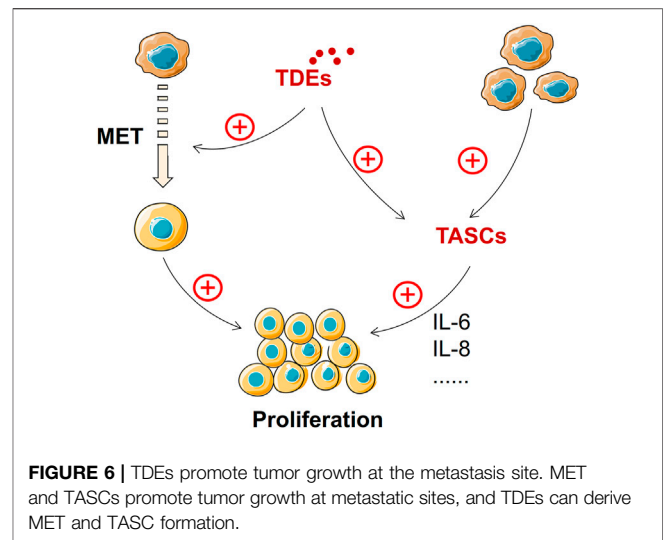 TDEs
MET
TASCs
IL-6
IL-8
......
Proliferation
FIGURE 6 | TDEs promote tumor growth at the metastasis site. MET
and TASCs promote tumor growth at metastatic sites, and TDEs can derive
MET and TASC formation.